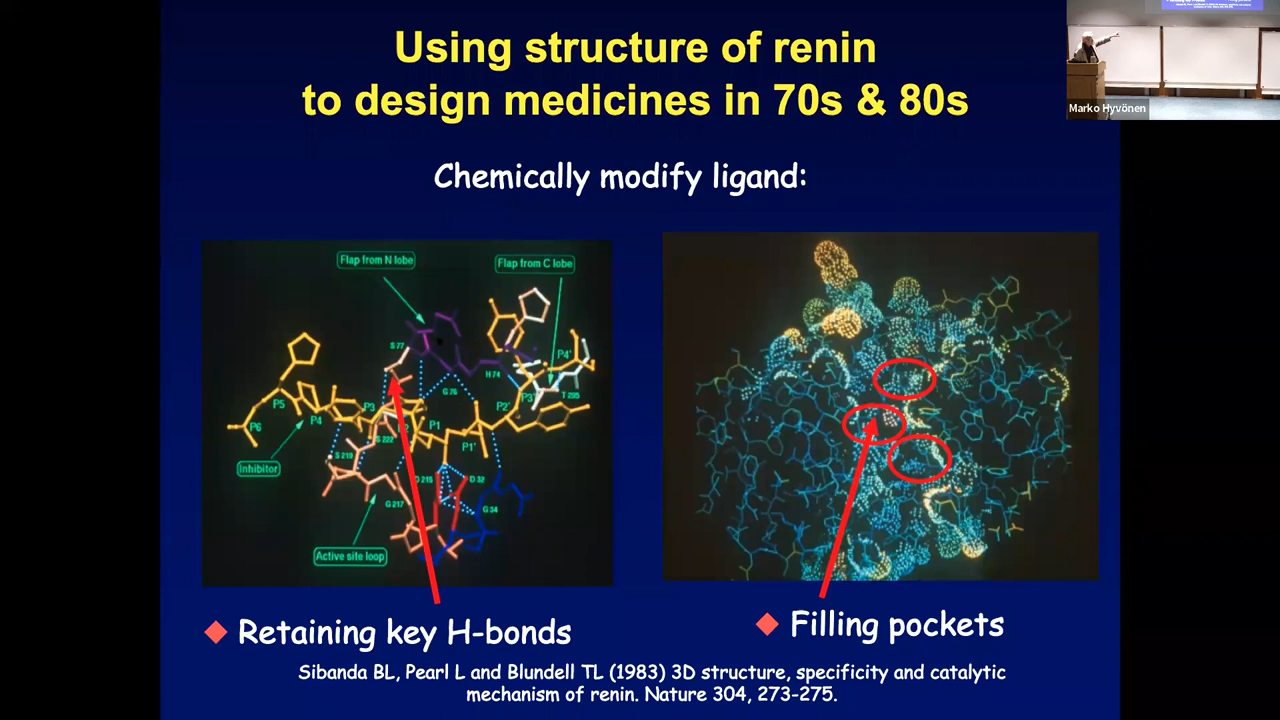 Using structure of renin
to design medicines in 70s & 80s
Marko Hyvönen
Chemically modify ligand:
Flap from N lobe
Flap from C lobe
S 77
P4'
H 74
G 76
P3'
P5
P3
P2'
P6
P4
P1
S 222
P1'
S 219
Inhibitor
D 32
G 217
G 34
Active site loop
Retaining key H-bonds
Filling pockets
Sibanda BL, Pearl L and Blundell TL (1983) 3D structure, specificity and catalytic
mechanism of renin. Nature 304, 273-275.